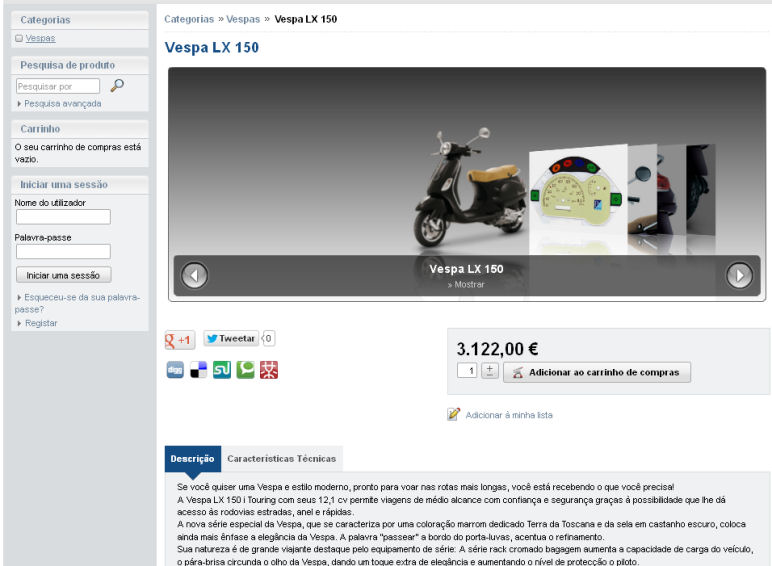 Categorias
Vespas
Pesquisa de produto
Pesquisar por
Pesquisa avançada
Carrinho
O seu carrinho de compras está
vazio.
Iniciar uma sessão
Nome do utilizador
Palavra-passe
Iniciar uma sessão
Esqueceu-se da sua palavra-
passe?
Registar
Categorias » Vespas » Vespa LX 150
Vespa LX 150
Vespa LX 150
» Mostrar
g +1 Tweetar 0
digg
3.122,00 €
1 ± Adicionar ao carrinho de compras
Adicionar á minha lista
Descrição Características Técnicas
Se você quiser uma Vespa e estilo moderno, pronto para voar nas rotas mais longas, você está recebendo o que você precisa!
A Vespa LX 150 i Touring com seus 12,1 cv permite viagens de médio alcance com confiança e segurança graças à possibilidade que lhe dá
acesso às rodovias estradas, anel e rápidas.
A nova série especial da Vespa, que se caracteriza por uma coloração marrom dedicado Terra da Toscana e da sela em castanho escuro, coloca
ainda mais ênfase a elegância da Vespa. A palavra "passear" a bordo do porta-luvas, acentua o refinamento.
Sua natureza é de grande viajante destaque pelo equipamento de série: A série rack cromado bagagem aumenta a capacidade de carga do veículo,
o pára-brisa circunda o olho da Vespa, dando um toque extra de elegância e aumentando o nível de protecção o piloto.